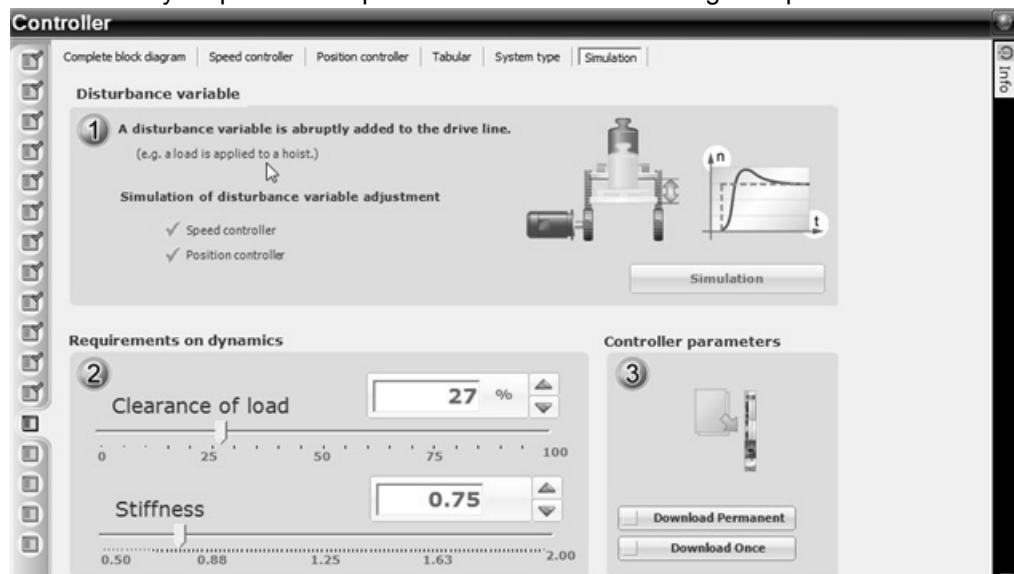 Controller
Complete block diagram Speed controller Position controller Tabular System type Simulation
Info
Disturbance variable
1 A disturbance variable is abruptly added to the drive line.
(e.g. a load is applied to a hoist.)
n
Simulation of disturbance variable adjustment
✓ Speed controller
t
✓ Position controller
Simulation
Requirements on dynamics
Controller parameters
2
3
Clearance of load 27 %
0 25 50 75 100
Stiffness 0.75
0.50 0.88 1.25 1.63 2.00
Download Permanent
Download Once